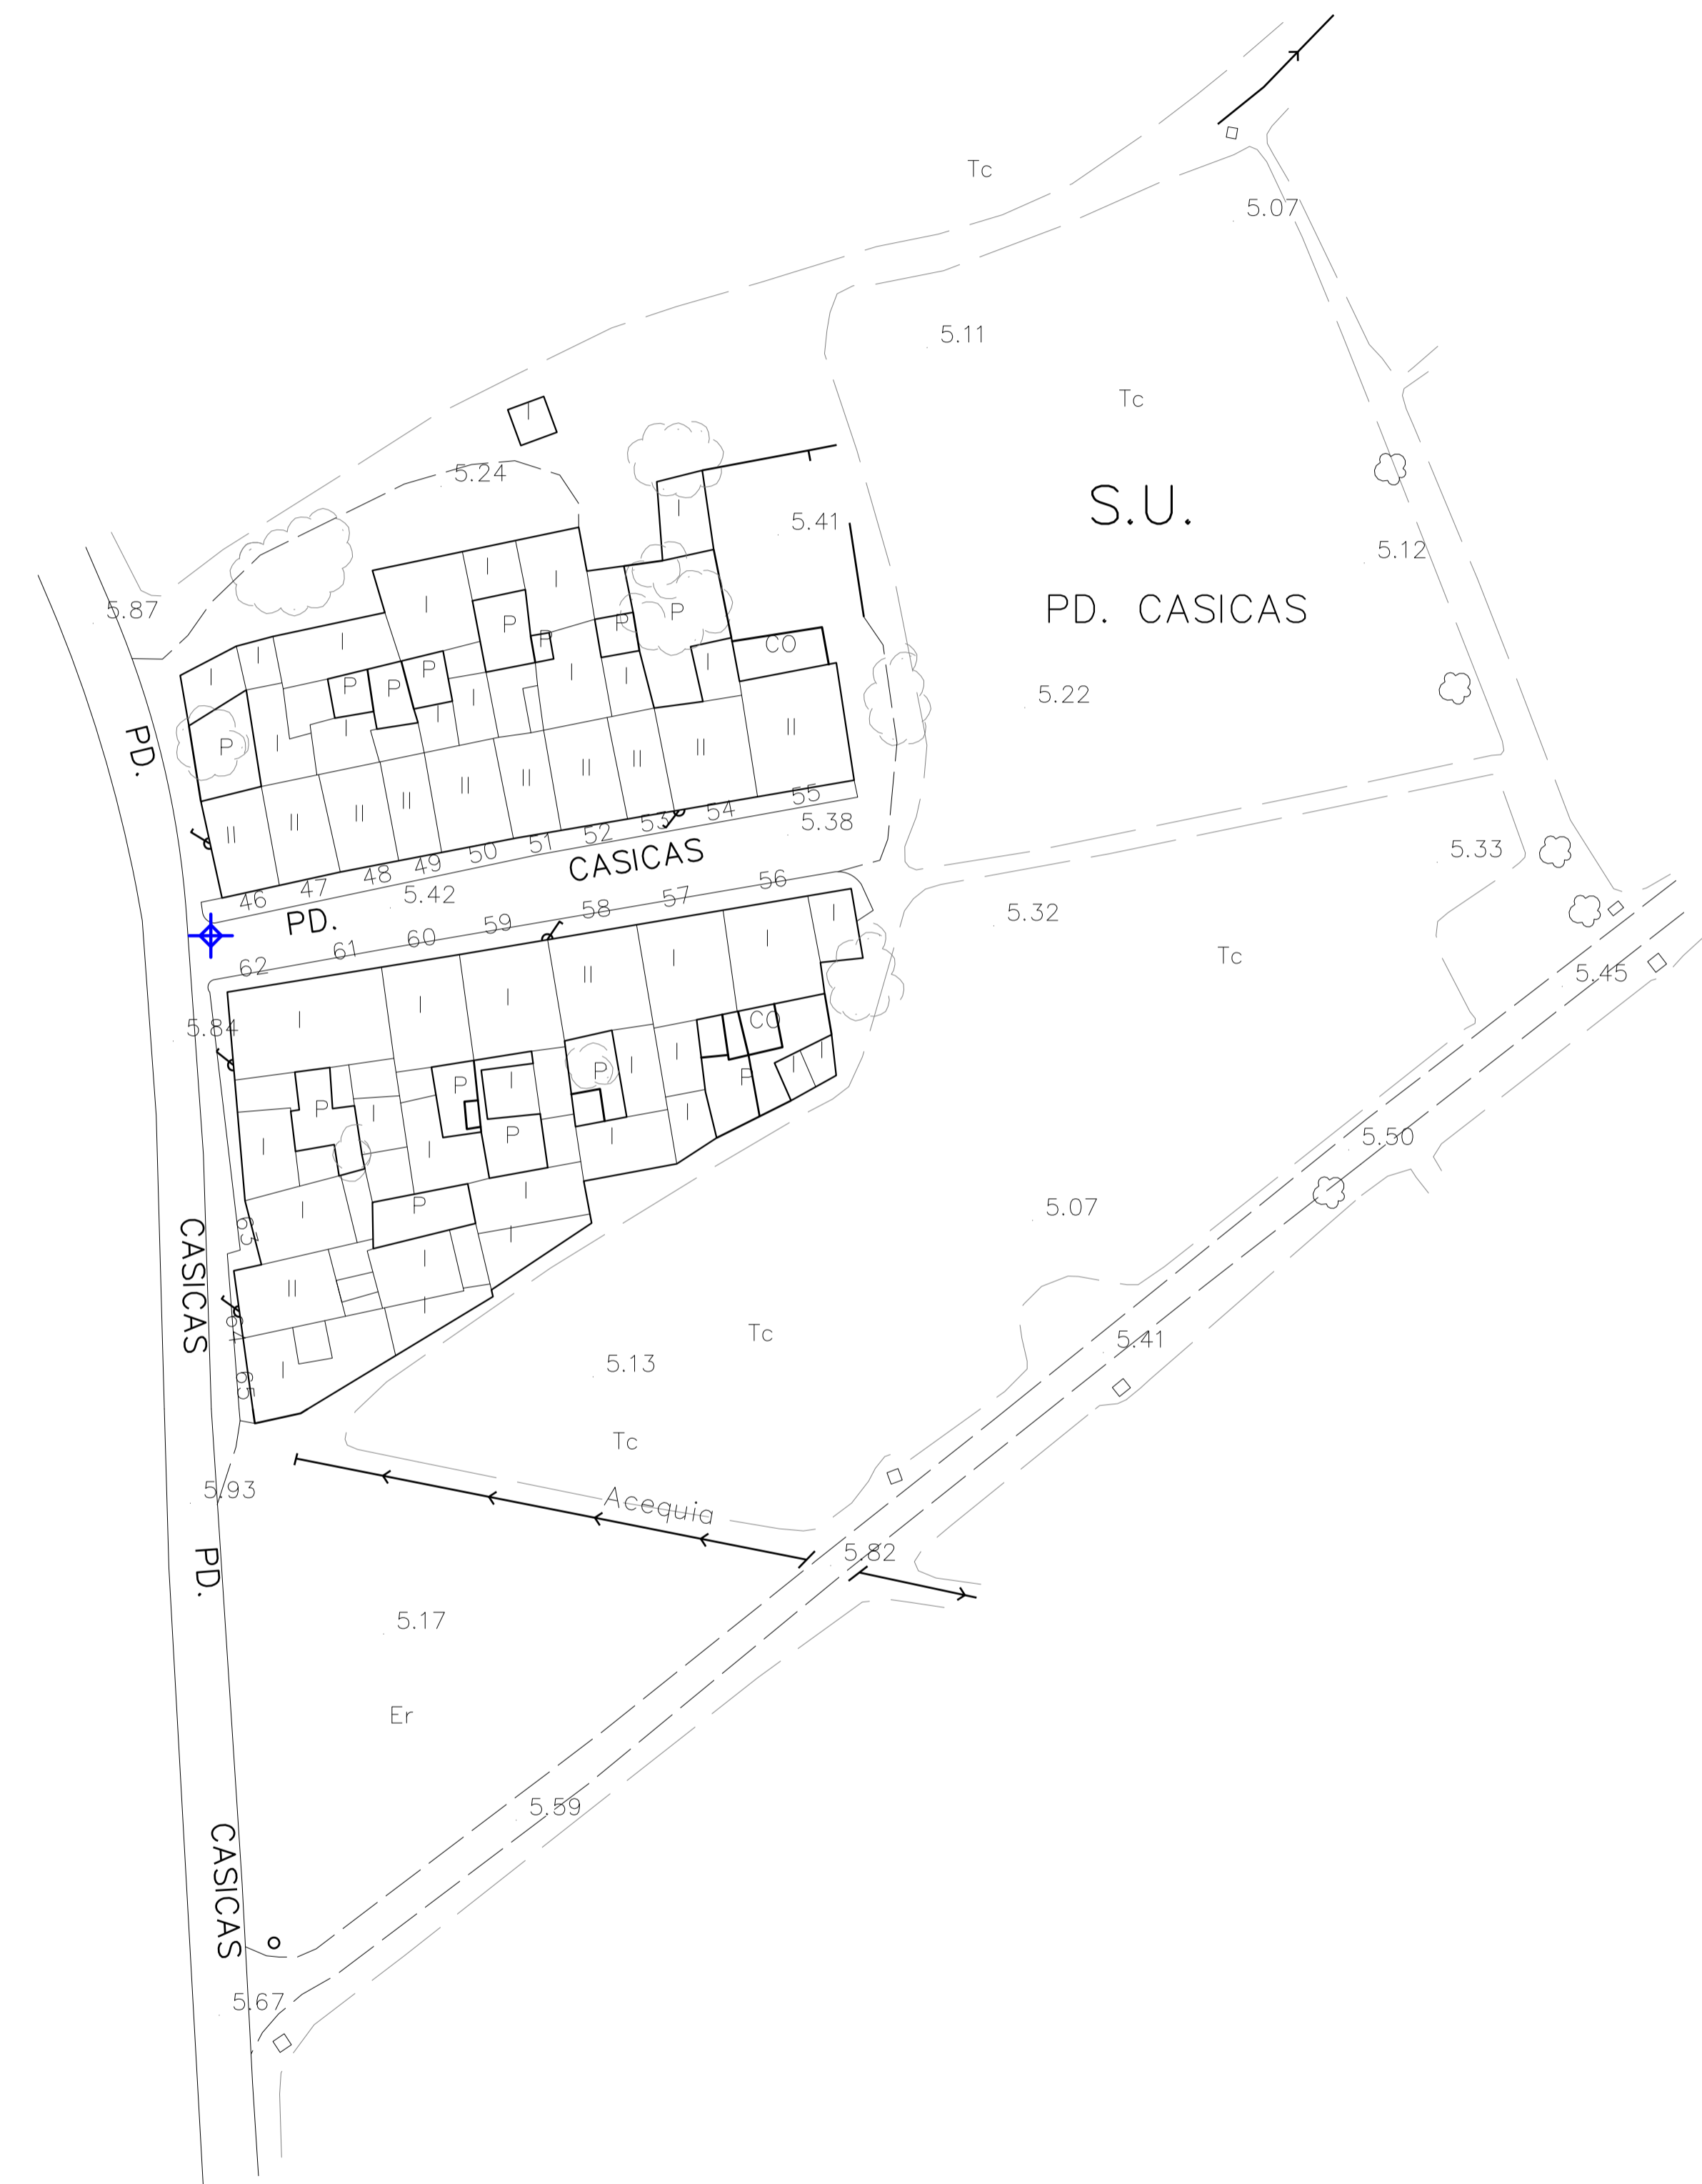 Tc
5.07
5.11
Tc
5.24
S.U.
5.41
5.12
I
I
I
I
PD. CASICAS
5.87
I
P
P
P
I
I
P
CO
I
P
P
P
I
I
I
5.22
I
I
I
I
PD.
P
I
II
II
II
II
II
II
II
II
II
II
55
54
53
52
51
50
49
48
47
46
5.38
5.33
CASICAS
5.42
56
57
58
59
60
61
62
PD.
I
5.32
I
I
II
I
I
I
Tc
5.45
5.84
CO
I
I
I
I
P
P
I
P
P
I
I
P
I
I
I
5.50
I
I
P
I
63
I
I
5.07
CASICAS
II
I
I
64
Tc
5.41
5.13
I
65
Tc
5.93
Acequia
5.82
PD.
5.17
Er
5.59
CASICAS
5.67